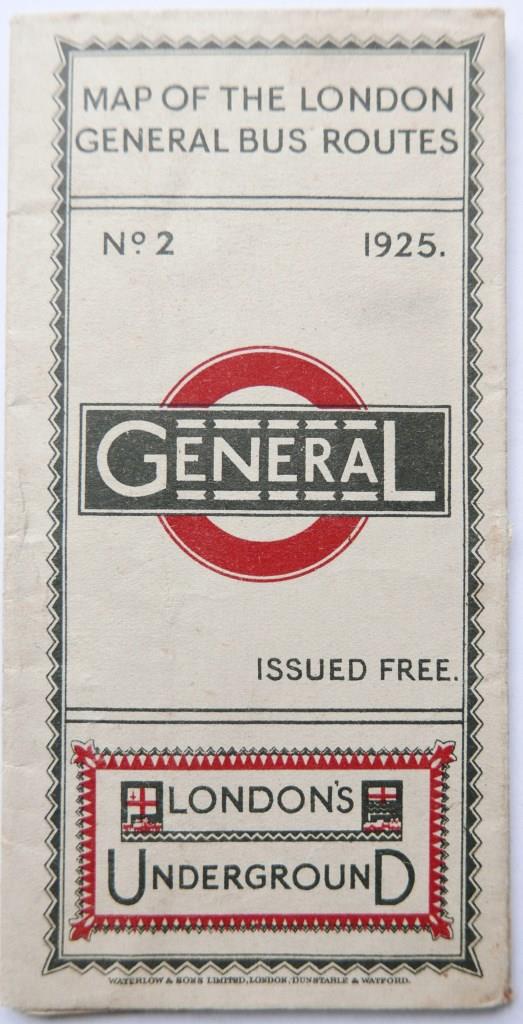 MAP OF THE LONDON
GENERAL BUS ROUTES
Nº 2 1925.
GENERAL
ISSUED FREE.
LONDON'S
UNDERGROUND
WATERLOW & SONS LIMITED, LONDON, DUNSTABLE & WATFORD.